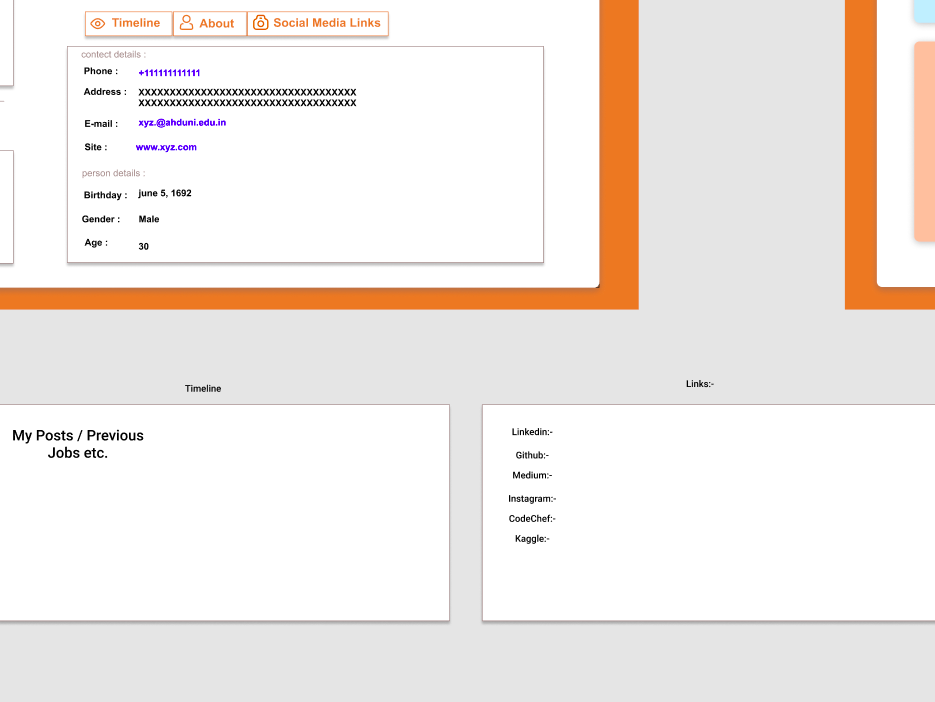 Timeline About Social Media Links
contect details :
Phone : +111111111111
Address : XXXXXXXXXXXXXXXXXXXXXXXXXXXXXXXXXXX
XXXXXXXXXXXXXXXXXXXXXXXXXXXXXXXXXXX
E-mail : xyz.@ahduni.edu.in
Site : www.xyz.com
person details :
Birthday : june 5, 1692
Gender : Male
Age : 30
Timeline
My Posts / Previous
Jobs etc.
Links:-
Linkedin:-
Github:-
Medium:-
Instagram:-
CodeChef:-
Kaggle:-